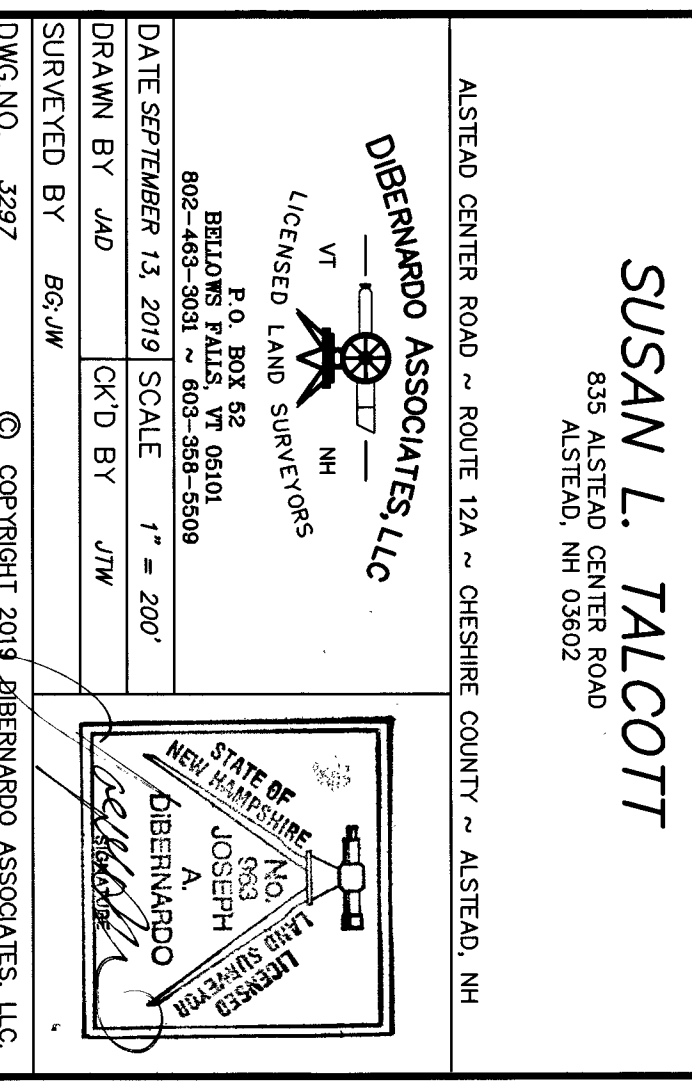 SUSAN L. TALCOTT
835 ALSTEAD CENTER ROAD
ALSTEAD, NH 03602
ALSTEAD CENTER ROAD ~ ROUTE 12A ~ CHESHIRE COUNTY ~ ALSTEAD, NH
DIBERNARDO ASSOCIATES, LLC
VT NH
LICENSED LAND SURVEYORS
P.O. BOX 52
BELLOWS FALLS, VT 05101
802-463-3031 ~ 603-358-5509
DATE SEPTEMBER 13, 2019 SCALE 1" = 200'
DRAWN BY JAD CK'D BY JTW
SURVEYED BY BG;JW
DWG.NO. 3297 © COPYRIGHT 2019 DIBERNARDO ASSOCIATES, LLC.
STATE OF
NEW HAMPSHIRE
No.
963
JOSEPH
A.
DIBERNARDO
SIGNATURE
LICENSED
LAND SURVEYOR